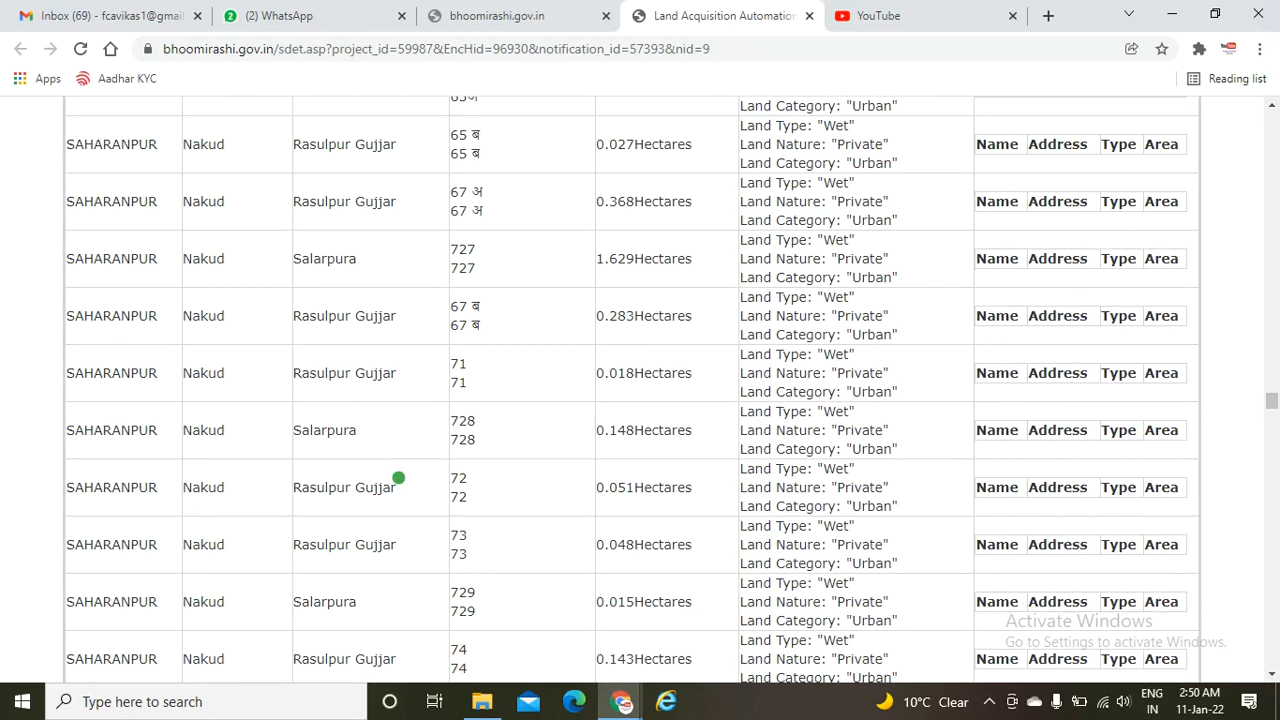 Inbox (69) - fcavikas1@gmail
(2) WhatsApp
bhoomirashi.gov.in
Land Acquisition Automation
YouTube
bhoomirashi.gov.in/sdet.asp?project_id=59987&EncHid=96930&notification_id=57393&nid=9
Apps
Aadhar KYC
Reading list
Land Category: "Urban"
SAHARANPUR Nakud Rasulpur Gujjar 65 ब 65 ब 0.027Hectares Land Type: "Wet"
Land Nature: "Private" Name Address Type Area
Land Category: "Urban"
SAHARANPUR Nakud Rasulpur Gujjar 67 अ 67 अ 0.368Hectares Land Type: "Wet"
Land Nature: "Private" Name Address Type Area
Land Category: "Urban"
SAHARANPUR Nakud Salarpura 727 727 1.629Hectares Land Type: "Wet"
Land Nature: "Private" Name Address Type Area
Land Category: "Urban"
SAHARANPUR Nakud Rasulpur Gujjar 67 ब 67 ब 0.283Hectares Land Type: "Wet"
Land Nature: "Private" Name Address Type Area
Land Category: "Urban"
SAHARANPUR Nakud Rasulpur Gujjar 71 71 0.018Hectares Land Type: "Wet"
Land Nature: "Private" Name Address Type Area
Land Category: "Urban"
SAHARANPUR Nakud Salarpura 728 728 0.148Hectares Land Type: "Wet"
Land Nature: "Private" Name Address Type Area
Land Category: "Urban"
SAHARANPUR Nakud Rasulpur Gujjar 72 72 0.051Hectares Land Type: "Wet"
Land Nature: "Private" Name Address Type Area
Land Category: "Urban"
SAHARANPUR Nakud Rasulpur Gujjar 73 73 0.048Hectares Land Type: "Wet"
Land Nature: "Private" Name Address Type Area
Land Category: "Urban"
SAHARANPUR Nakud Salarpura 729 729 0.015Hectares Land Type: "Wet"
Land Nature: "Private" Name Address Type Area
Land Category: "Urban"
SAHARANPUR Nakud Rasulpur Gujjar 74 74 0.143Hectares Land Type: "Wet"
Land Nature: "Private" Name Address Type Area
Land Category: "Urban"
Activate Windows
Go to Settings to activate Windows.
Type here to search
10°C Clear
ENG
IN
2:50 AM
11-Jan-22